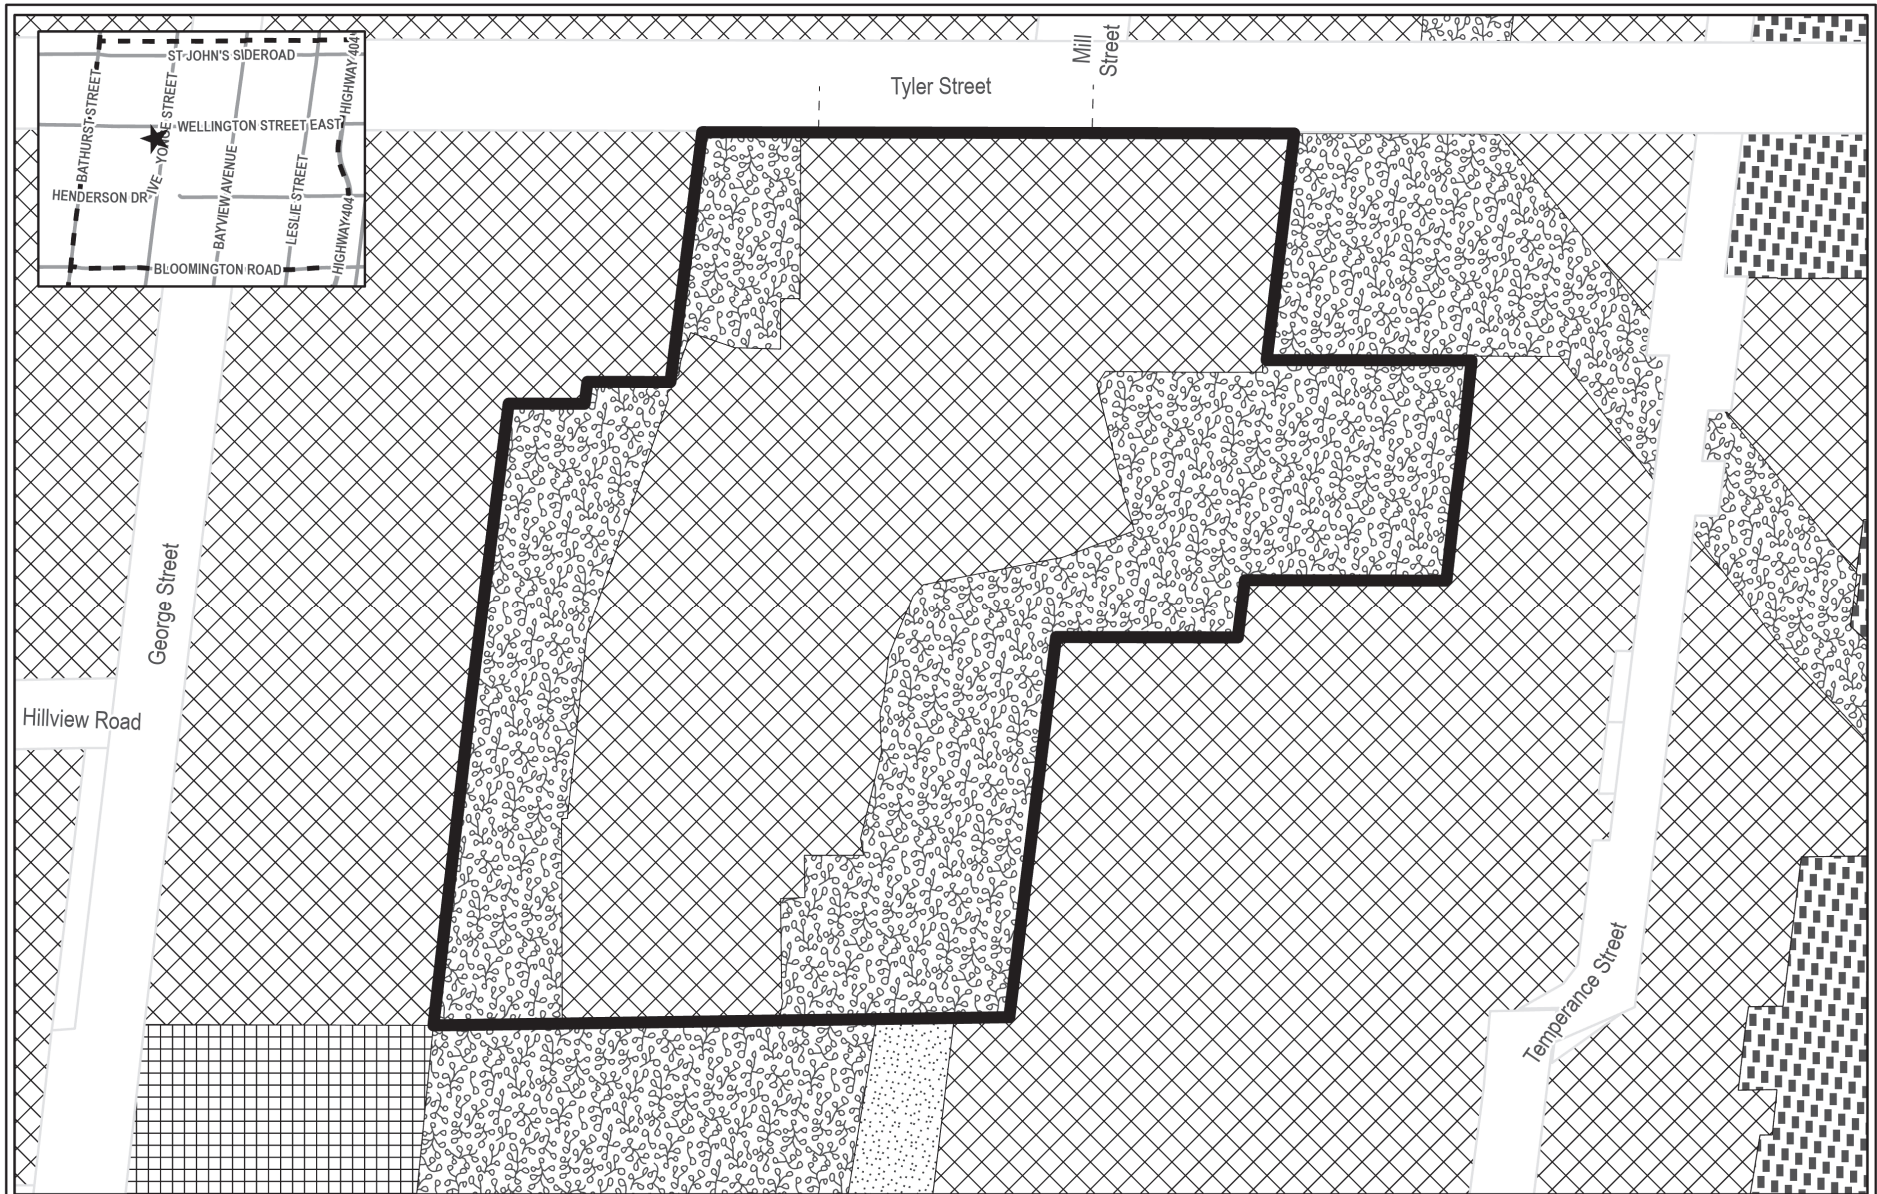 ST JOHN'S SIDEROAD
BATHURST STREET
YONGE STREET
HIGHWAY 404
WELLINGTON STREET EAST
HENDERSON DRIVE
BAYVIEW AVENUE
LESLIE STREET
HIGHWAY 404
BLOOMINGTON ROAD
Tyler Street
Mill
Street
George Street
Hillview Road
Temperance Street